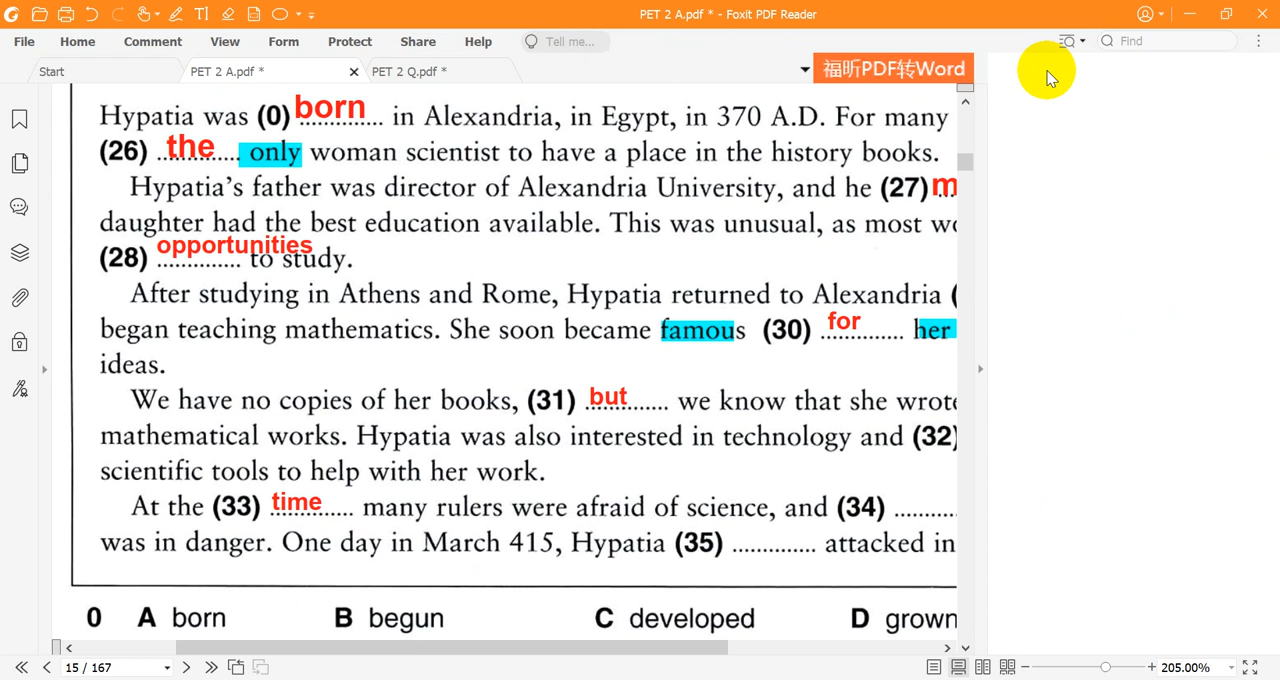 PET 2 A.pdf * - Foxit PDF Reader
File Home Comment View Form Protect Share Help Tell me... Find
Start PET 2 A.pdf * PET 2 Q.pdf * 福昕PDF转Word
Hypatia was (0) born in Alexandria, in Egypt, in 370 A.D. For many
(26) the only woman scientist to have a place in the history books.
Hypatia's father was director of Alexandria University, and he (27) m
daughter had the best education available. This was unusual, as most wo
(28) opportunities to study.
After studying in Athens and Rome, Hypatia returned to Alexandria (
began teaching mathematics. She soon became famous (30) for her
ideas.
We have no copies of her books, (31) but we know that she wrote
mathematical works. Hypatia was also interested in technology and (32)
scientific tools to help with her work.
At the (33) time many rulers were afraid of science, and (34) ............
was in danger. One day in March 415, Hypatia (35) .............. attacked in
0 A born B begun C developed D grown
15 / 167 205.00%